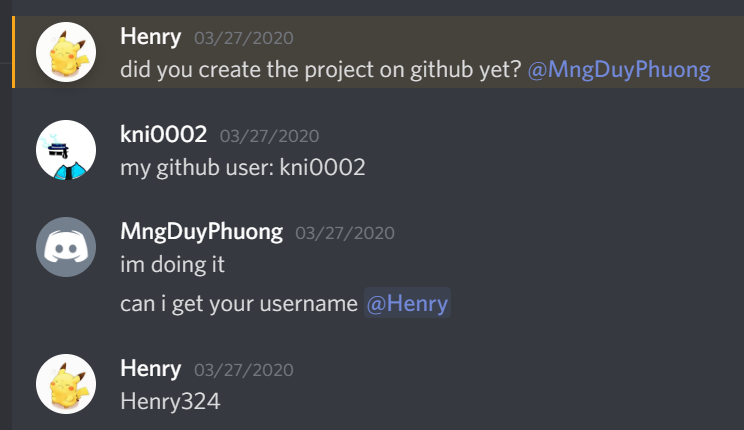 Henry 03/27/2020
did you create the project on github yet? @MngDuyPhuong
kni0002 03/27/2020
my github user: kni0002
MngDuyPhuong 03/27/2020
im doing it
can i get your username @Henry
Henry 03/27/2020
Henry324